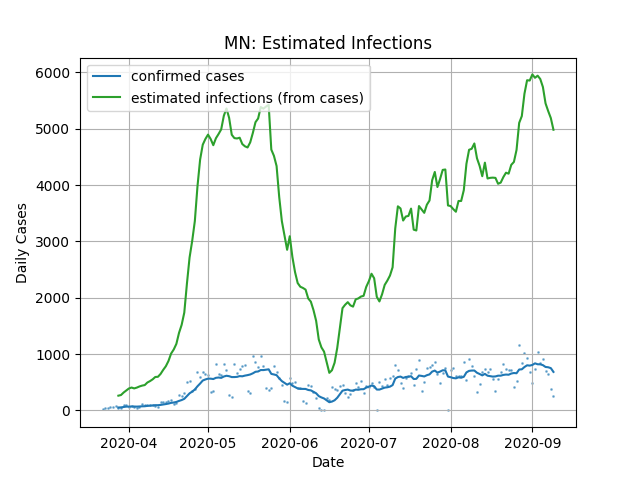 MN: Estimated Infections
confirmed cases
estimated infections (from cases)
6000
5000
4000
3000
2000
1000
0
Daily Cases
2020-04 2020-05 2020-06 2020-07 2020-08 2020-09
Date